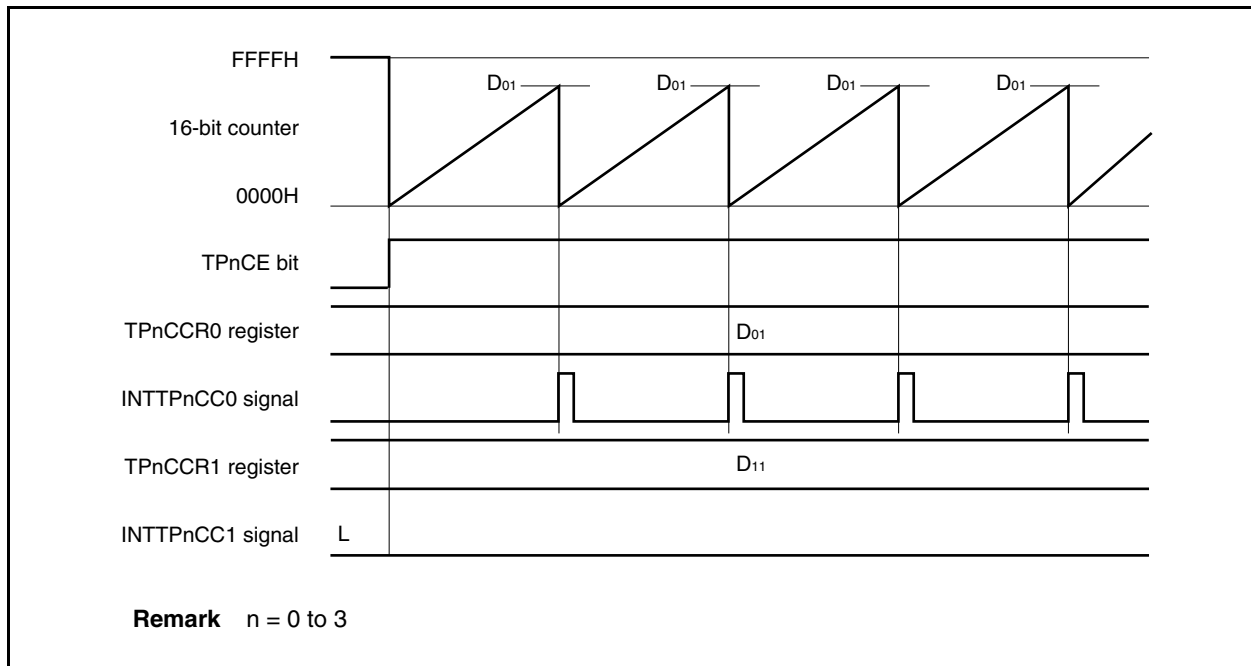 FFFFH
D01 D01 D01 D01
16-bit counter
0000H
TPnCE bit
TPnCCR0 register D01
INTTPnCC0 signal
TPnCCR1 register D11
INTTPnCC1 signal L
Remark n = 0 to 3